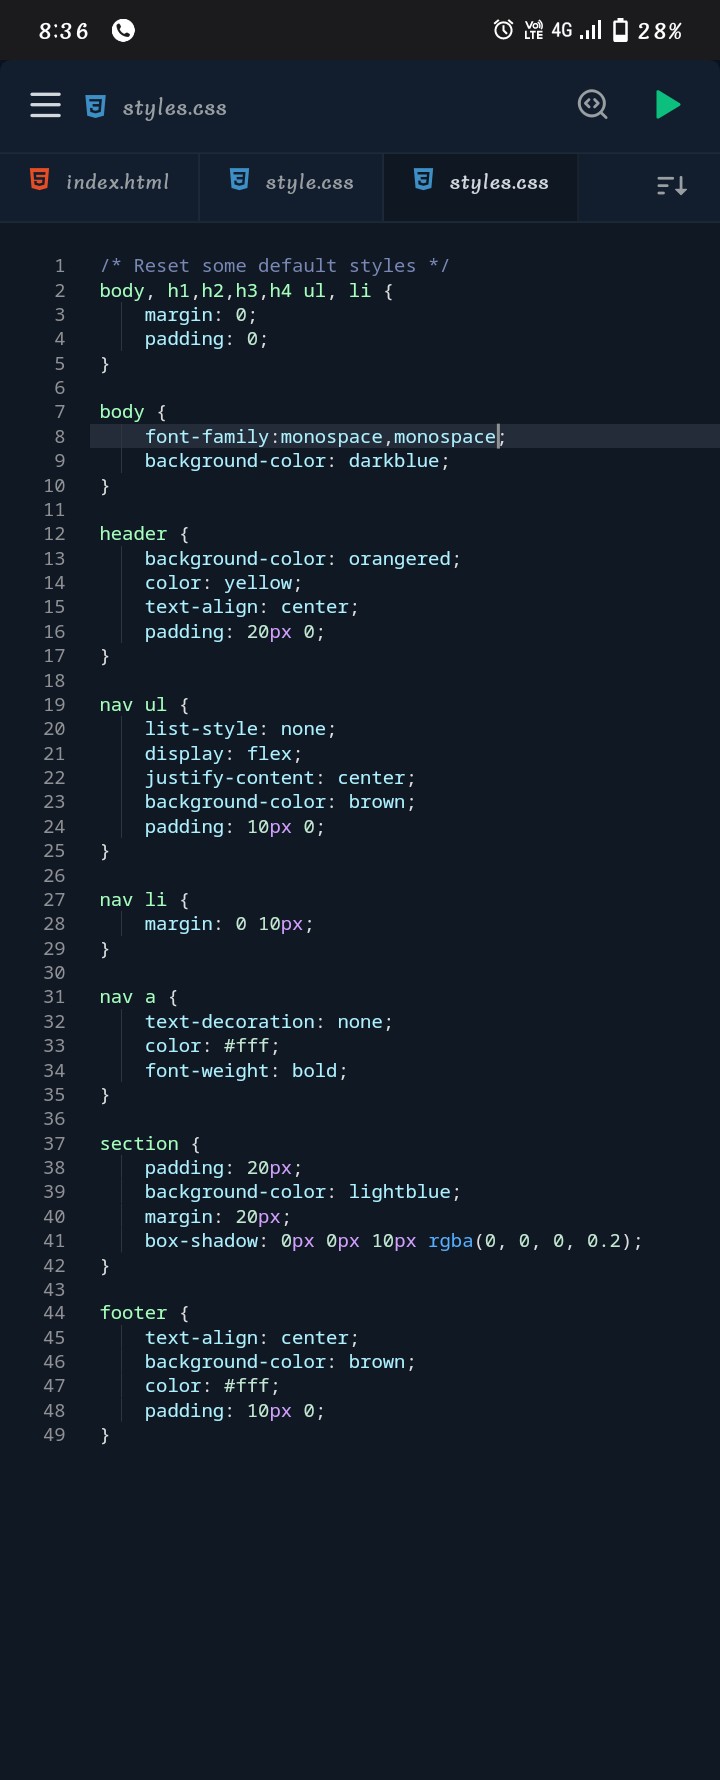 8:36
Vo)) LTE 4G 28%
styles.css
index.html style.css styles.css
1 /* Reset some default styles */
2 body, h1,h2,h3,h4 ul, li {
3 margin: 0;
4 padding: 0;
5 }
6
7 body {
8 font-family:monospace,monospace;
9 background-color: darkblue;
10 }
11
12 header {
13 background-color: orangered;
14 color: yellow;
15 text-align: center;
16 padding: 20px 0;
17 }
18
19 nav ul {
20 list-style: none;
21 display: flex;
22 justify-content: center;
23 background-color: brown;
24 padding: 10px 0;
25 }
26
27 nav li {
28 margin: 0 10px;
29 }
30
31 nav a {
32 text-decoration: none;
33 color: #fff;
34 font-weight: bold;
35 }
36
37 section {
38 padding: 20px;
39 background-color: lightblue;
40 margin: 20px;
41 box-shadow: 0px 0px 10px rgba(0, 0, 0, 0.2);
42 }
43
44 footer {
45 text-align: center;
46 background-color: brown;
47 color: #fff;
48 padding: 10px 0;
49 }